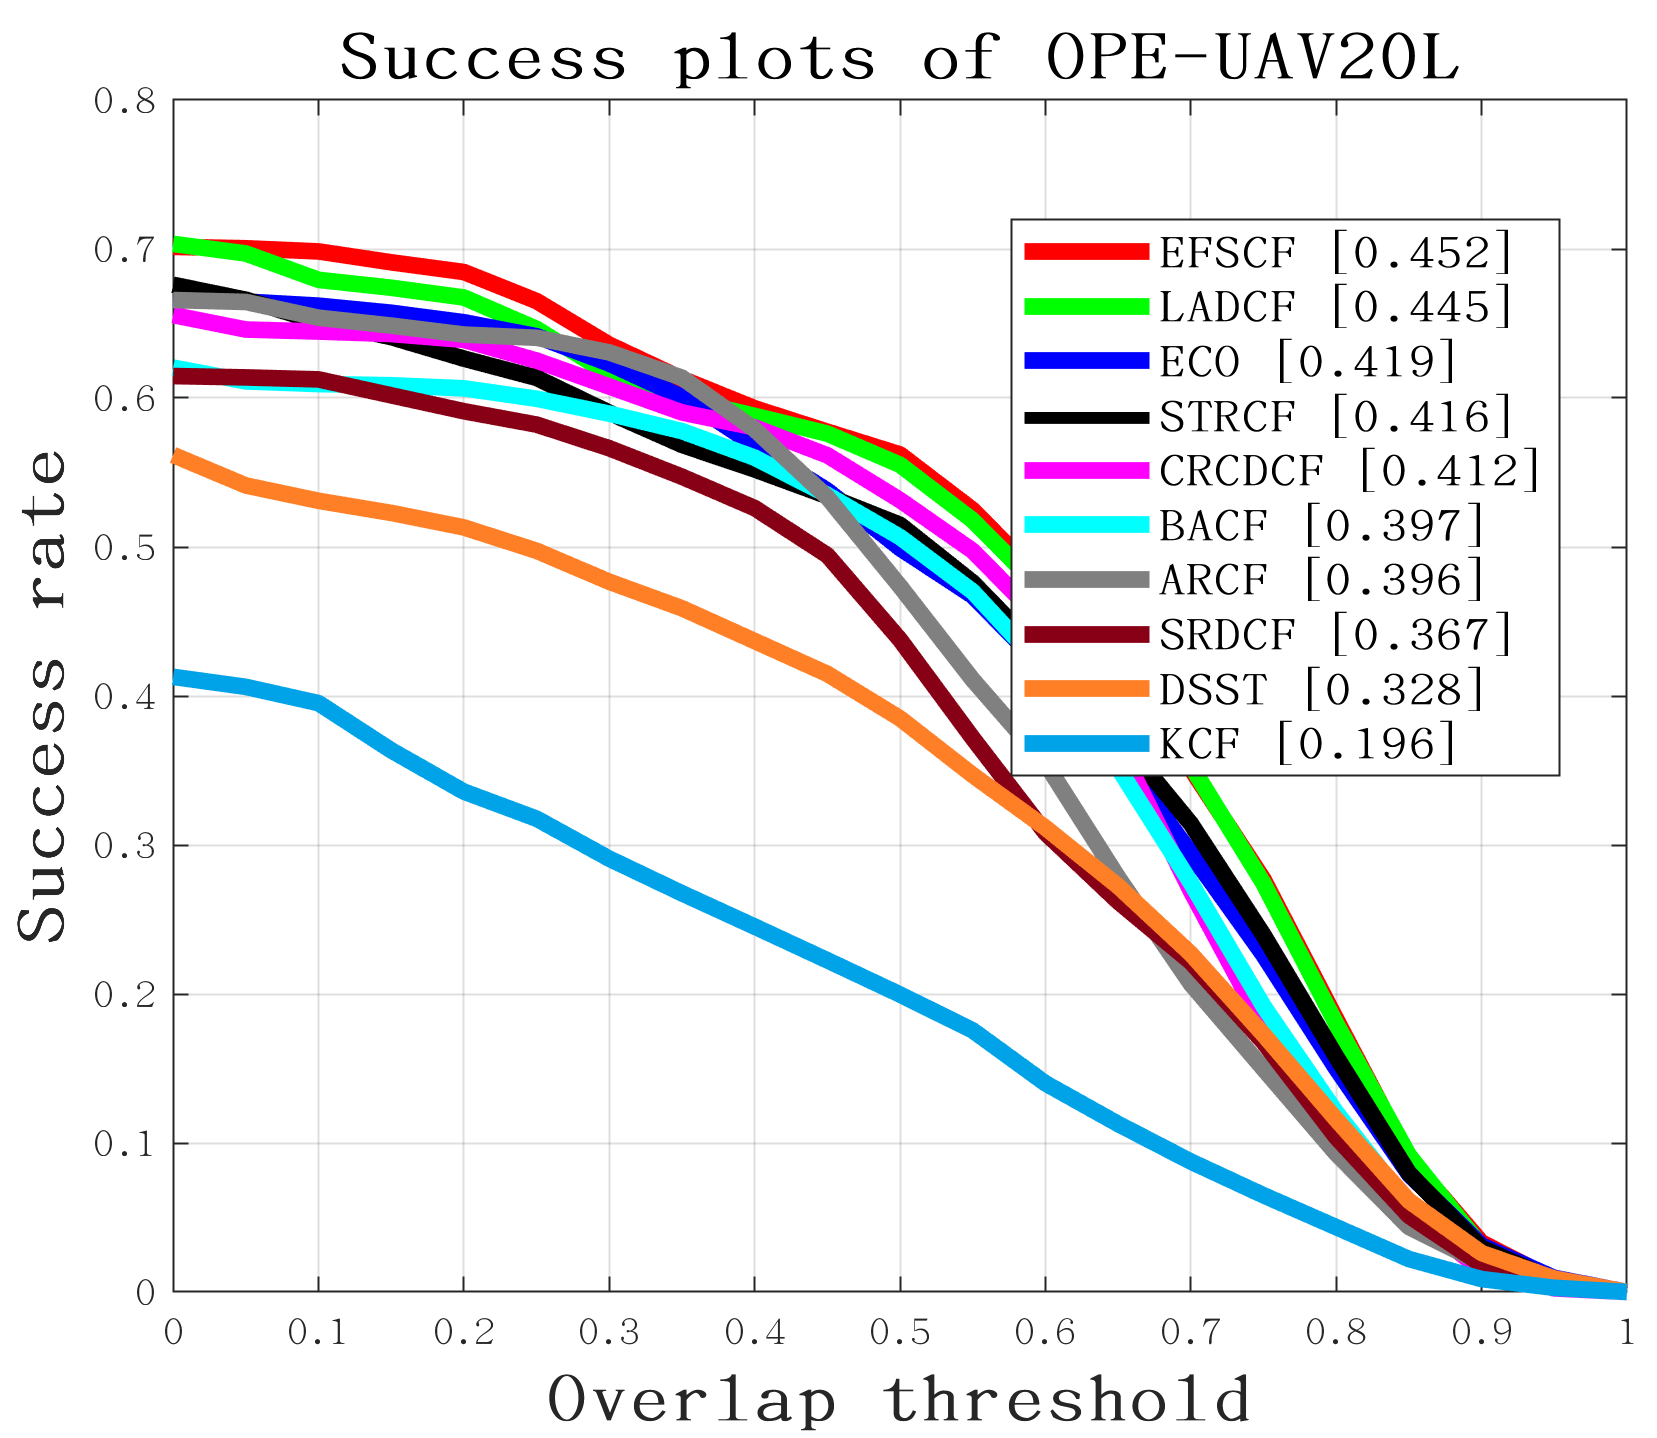 Success plots of OPE-UAV20L
0.8
0.7
0.6
0.5
0.4
0.3
0.2
0.1
0
Success rate
EFSCF [0.452]
LADCF [0.445]
ECO [0.419]
STRCF [0.416]
CRCDCF [0.412]
BACF [0.397]
ARCF [0.396]
SRDCF [0.367]
DSST [0.328]
KCF [0.196]
0 0.1 0.2 0.3 0.4 0.5 0.6 0.7 0.8 0.9 1
Overlap threshold